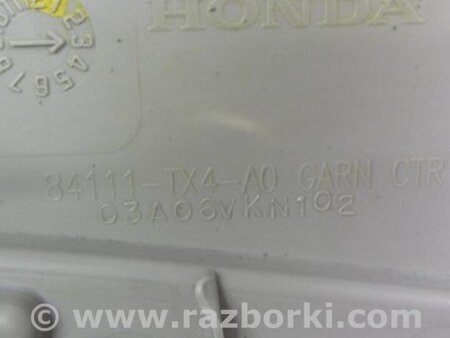 HONDA
84111-TX4-A0 GARN CTR
03A06VKN102
www.razborki.com